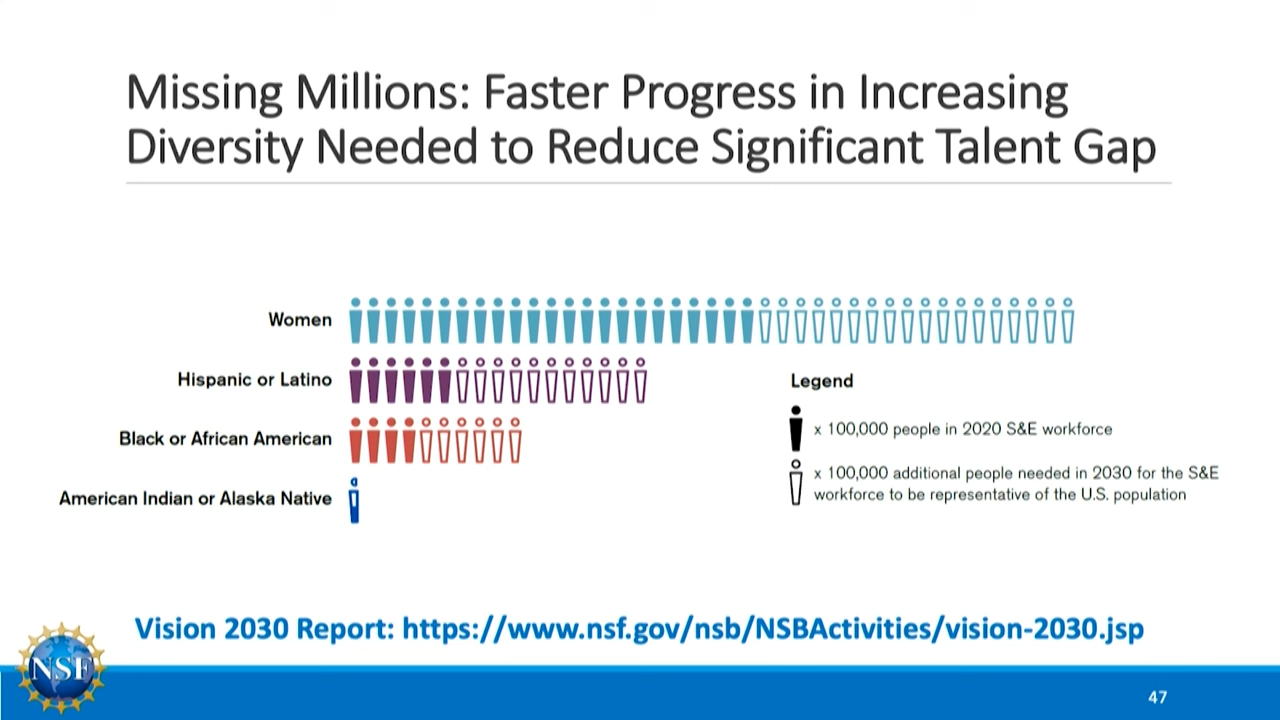 Missing Millions: Faster Progress in Increasing
Diversity Needed to Reduce Significant Talent Gap
Women
Hispanic or Latino
Black or African American
American Indian or Alaska Native
Legend
x 100,000 people in 2020 S&E workforce
x 100,000 additional people needed in 2030 for the S&E
workforce to be representative of the U.S. population
Vision 2030 Report: https://www.nsf.gov/nsb/NSBActivities/vision-2030.jsp
NSF
47